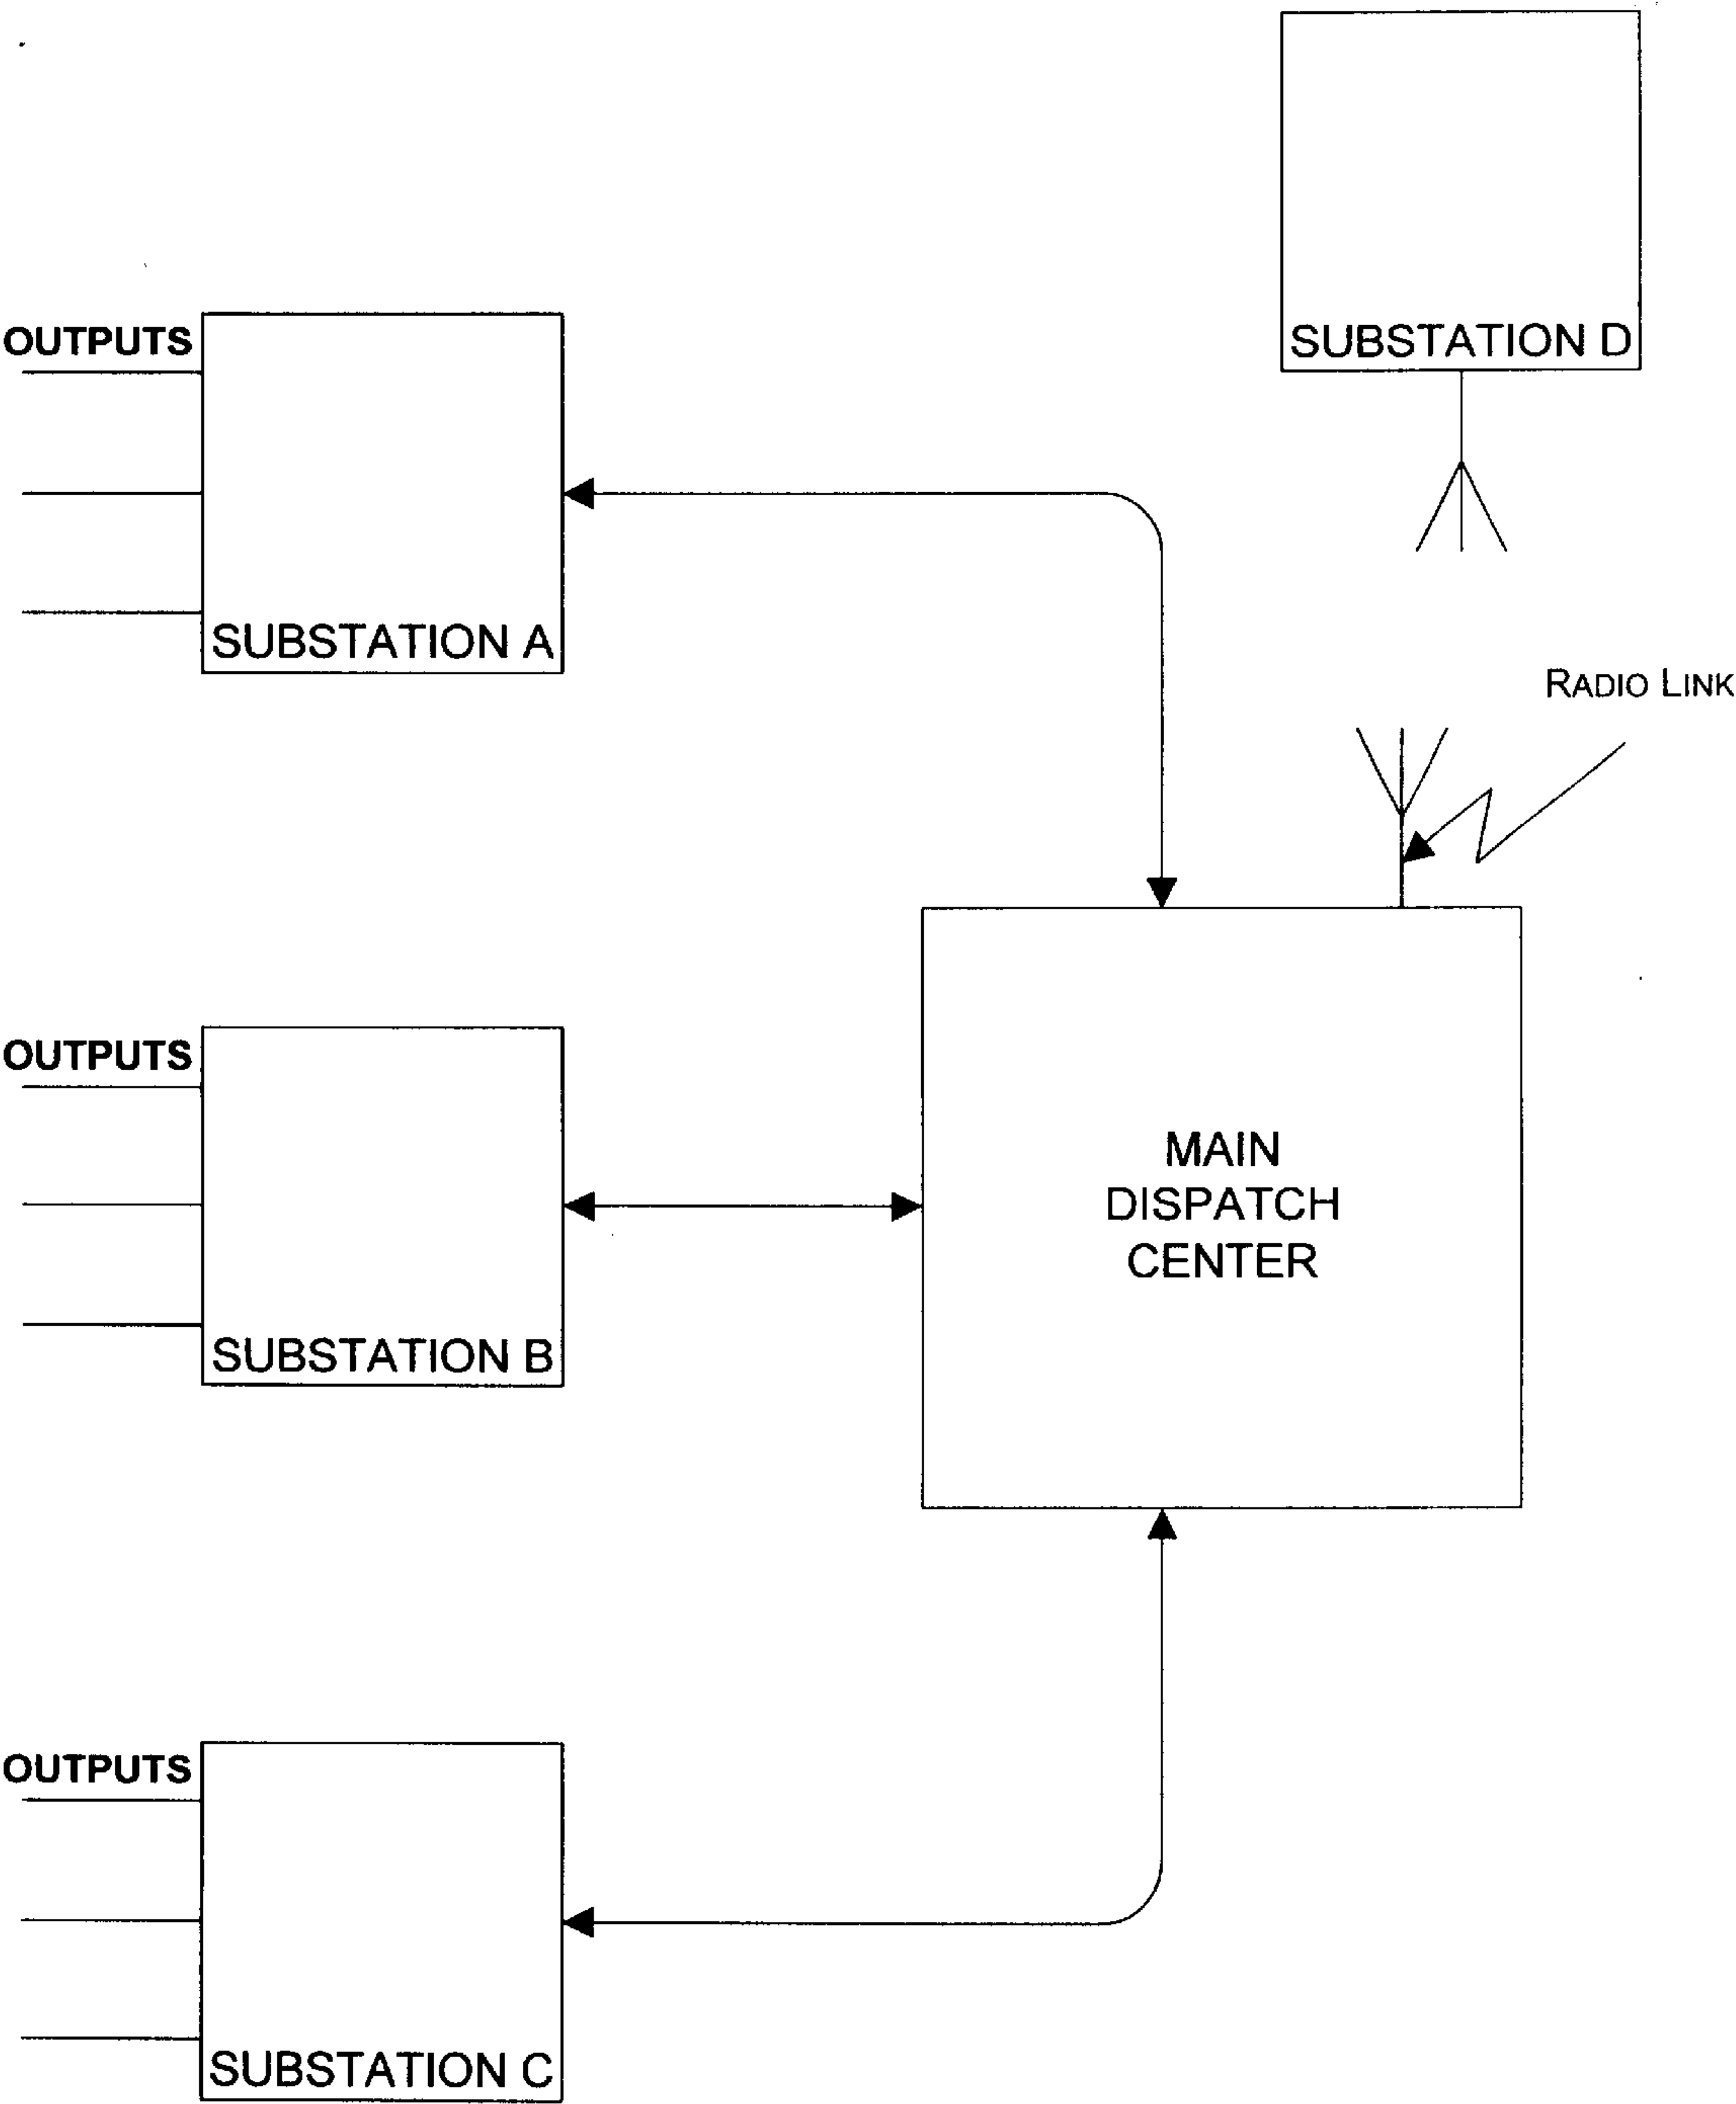 SUBSTATION D
OUTPUTS
SUBSTATION A
RADIO LINK
OUTPUTS
MAIN
DISPATCH
CENTER
SUBSTATION B
OUTPUTS
SUBSTATION C